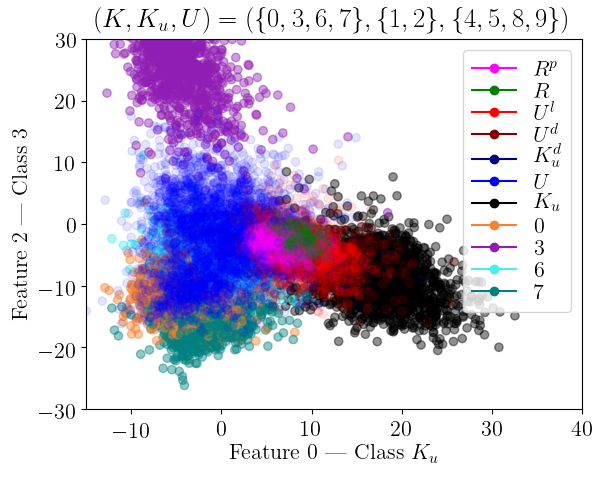 (K, K_u, U) = ({0, 3, 6, 7}, {1, 2}, {4, 5, 8, 9})
Feature 2 — Class 3
30
20
10
0
−10
−20
−30
R^p
R
U^l
U^d
K_u^d
U
K_u
0
3
6
7
−10
0
10
20
30
40
Feature 0 — Class K_u